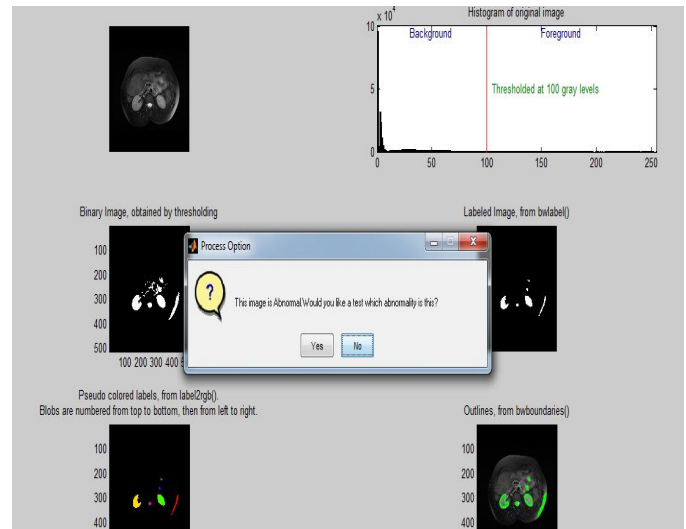 Histogram of original image
10 x 10^4
Background
Foreground
5
Thresholded at 100 gray levels
0
0 50 100 150 200 250
Binary Image, obtained by thresholding
Labeled Image, from bwlabel()
100
200
300
400
500
100 200 300 400
Process Option
?
This image is Abnormal.Would you like a test which abnormality is this?
Yes
No
Pseudo colored labels, from label2rgb().
Blobs are numbered from top to bottom, then from left to right.
100
200
300
400
Outlines, from bwboundaries()
100
200
300
400